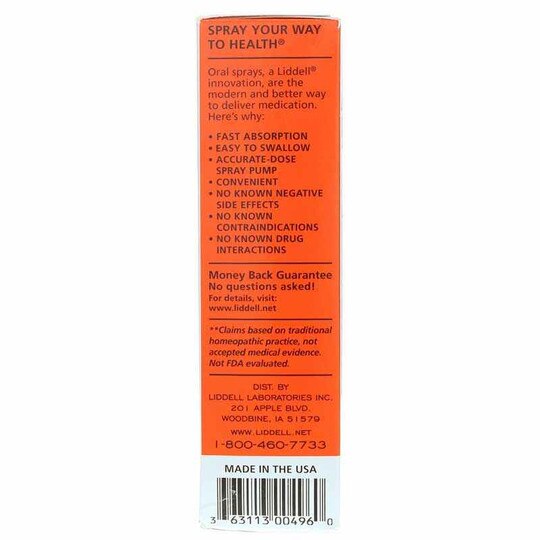 SPRAY YOUR WAY
TO HEALTH®
Oral sprays, a Liddell®
innovation, are the
modern and better way
to deliver medication.
Here's why:
• FAST ABSORPTION
• EASY TO SWALLOW
• ACCURATE-DOSE
SPRAY PUMP
• CONVENIENT
• NO KNOWN NEGATIVE
SIDE EFFECTS
• NO KNOWN
CONTRAINDICATIONS
• NO KNOWN DRUG
INTERACTIONS
Money Back Guarantee
No questions asked!
For details, visit:
www.liddell.net
**Claims based on traditional
homeopathic practice, not
accepted medical evidence.
Not FDA evaluated.
DIST. BY
LIDDELL LABORATORIES INC.
201 APPLE BLVD.
WOODBINE, IA 51579
WWW.LIDDELL.NET
1-800-460-7733
MADE IN THE USA
3 63113 00496 0